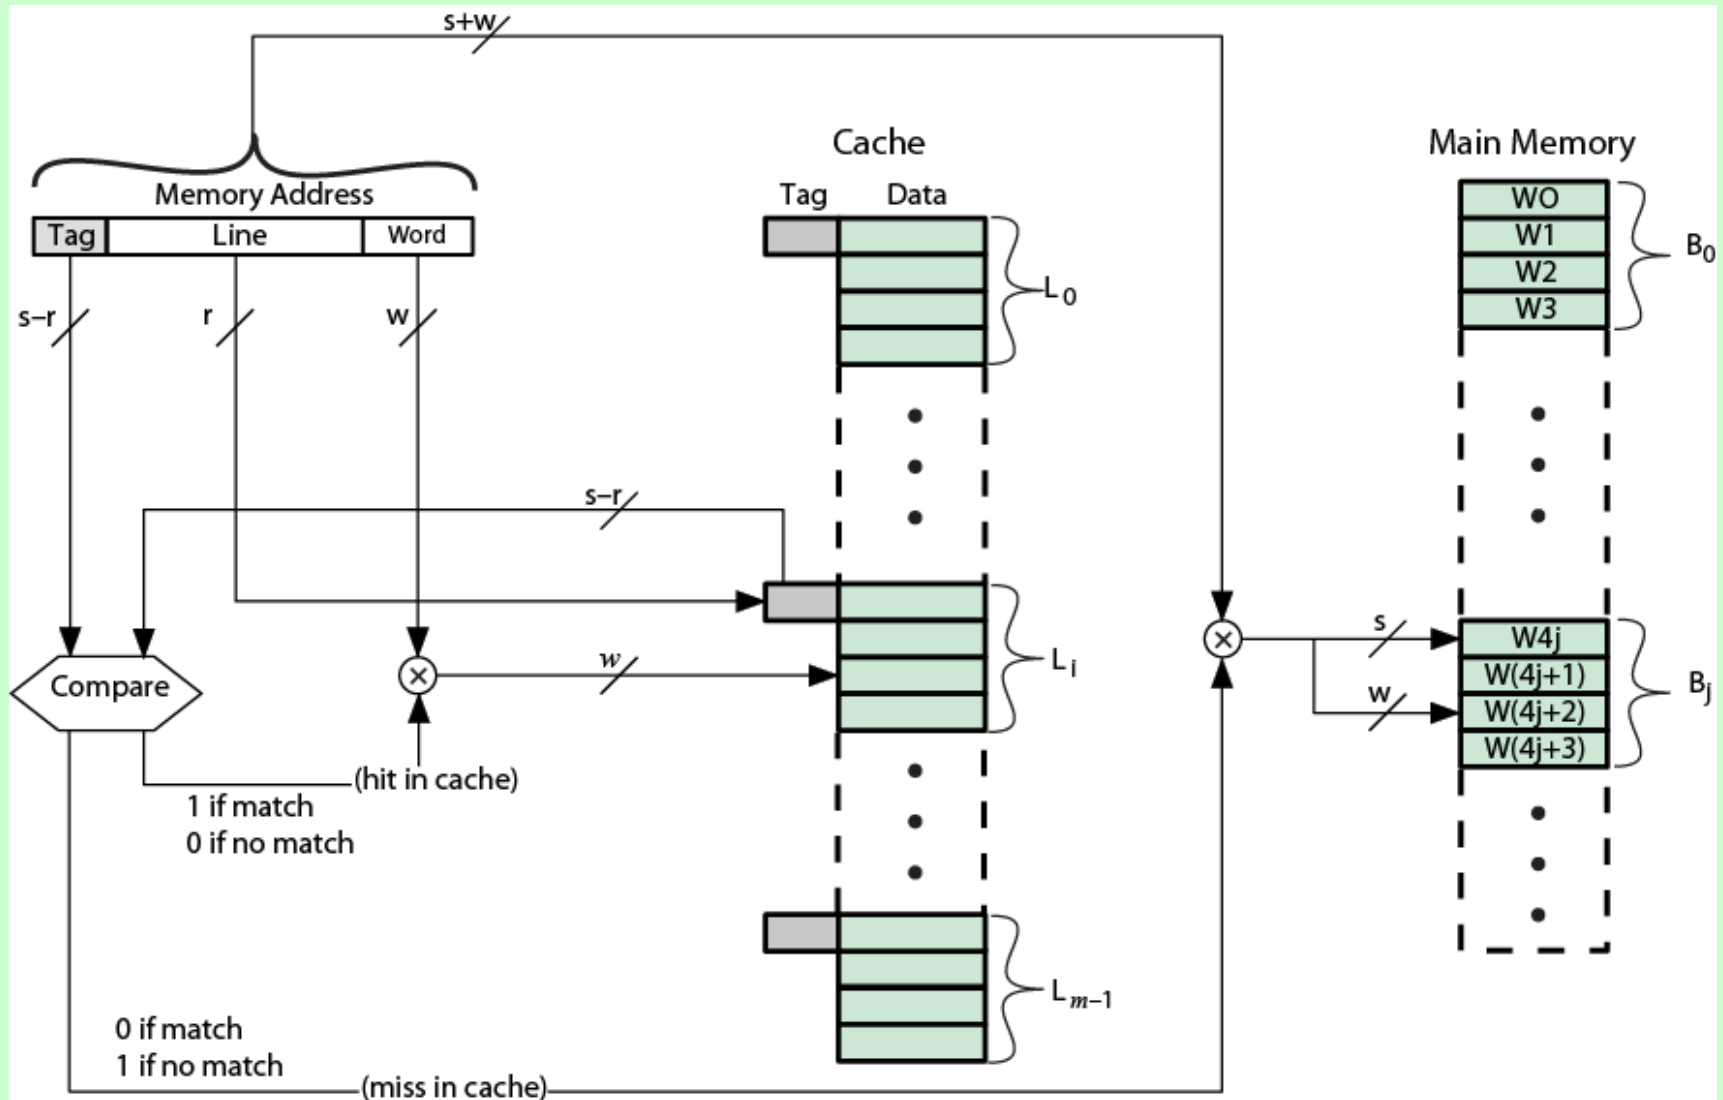 s+w
Cache
Main Memory
Memory Address
Tag Data
Tag Line Word
WO
W1
W2
W3
B0
L0
s–r
r
w
s–r
s
W4j
W(4j+1)
W(4j+2)
W(4j+3)
Bj
w
Li
w
Compare
(hit in cache)
1 if match
0 if no match
Lm–1
0 if match
1 if no match
(miss in cache)